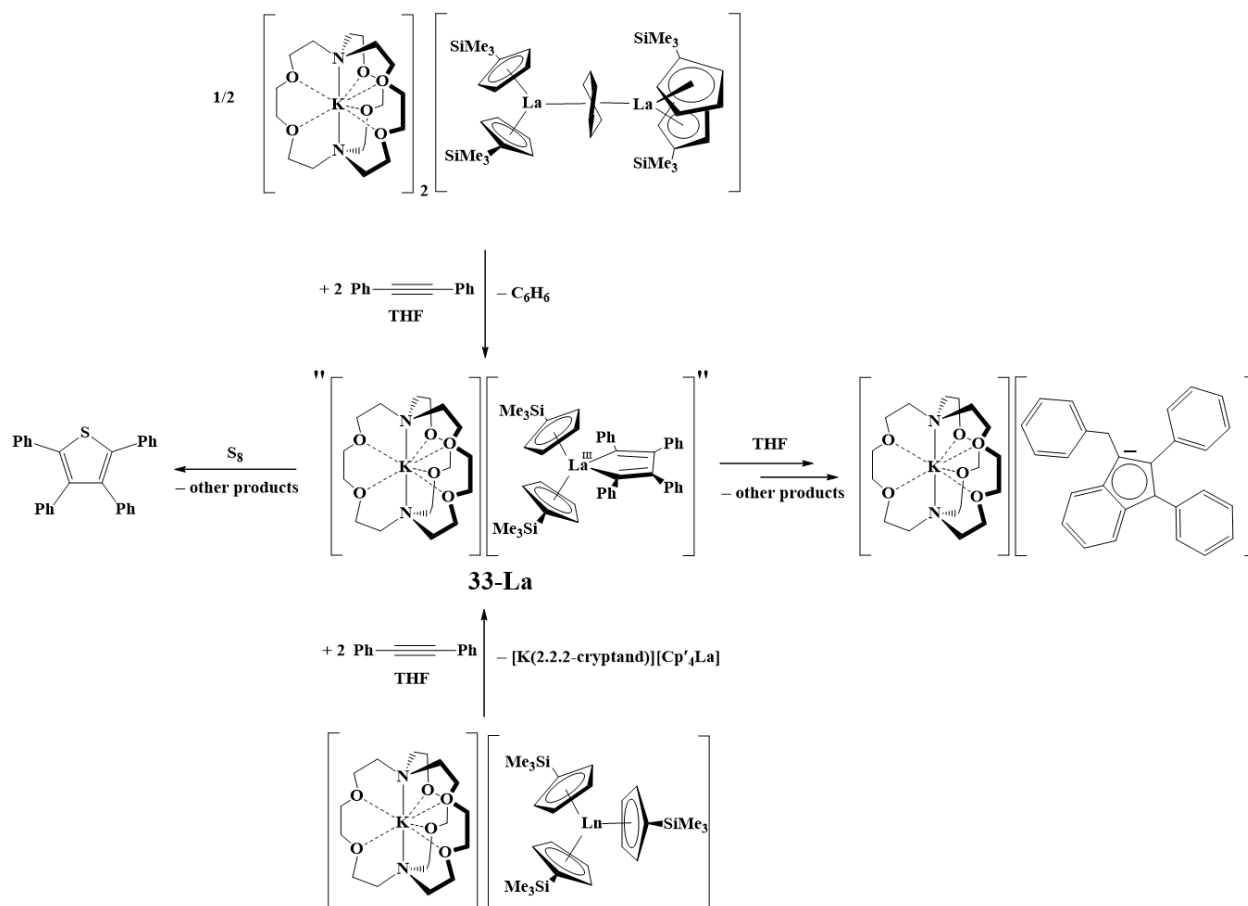 1/2
N
O
O
O
K
O
O
O
N
2
SiMe3
SiMe3
La
La
SiMe3
SiMe3
+ 2 Ph Ph
THF
– C6H6
Ph
S
Ph
Ph
Ph
S8
– other products
"
N
O
O
O
K
O
O
O
N
Me3Si
Me3Si
LaIII
Ph
Ph
Ph
Ph
"
33-La
THF
– other products
N
O
O
O
K
O
O
O
N
–
+ 2 Ph Ph
THF
– [K(2.2.2-cryptand)][Cp′4La]
N
O
O
O
K
O
O
O
N
Me3Si
Ln
SiMe3
Me3Si